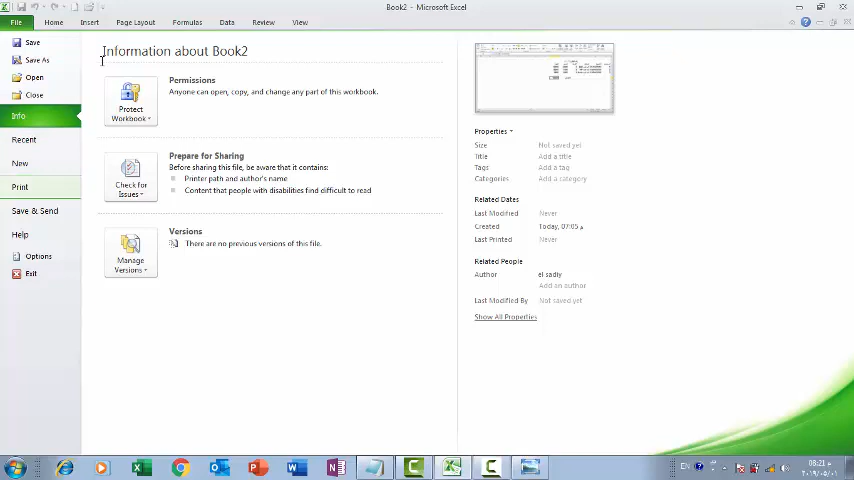 Book2 - Microsoft Excel
File Home Insert Page Layout Formulas Data Review View
Save
Save As
Open
Close
Info
Recent
New
Print
Save & Send
Help
Options
Exit
Information about Book2
Protect
Workbook
Permissions
Anyone can open, copy, and change any part of this workbook.
Check for
Issues
Prepare for Sharing
Before sharing this file, be aware that it contains:
Printer path and author's name
Content that people with disabilities find difficult to read
Manage
Versions
Versions
There are no previous versions of this file.
Properties
Size Not saved yet
Title Add a title
Tags Add a tag
Categories Add a category
Related Dates
Last Modified Never
Created Today, 07:05 م
Last Printed Never
Related People
Author el sadiy
Add an author
Last Modified By Not saved yet
Show All Properties
EN
08:21 م
٢٠١٩/٠٥/٠١